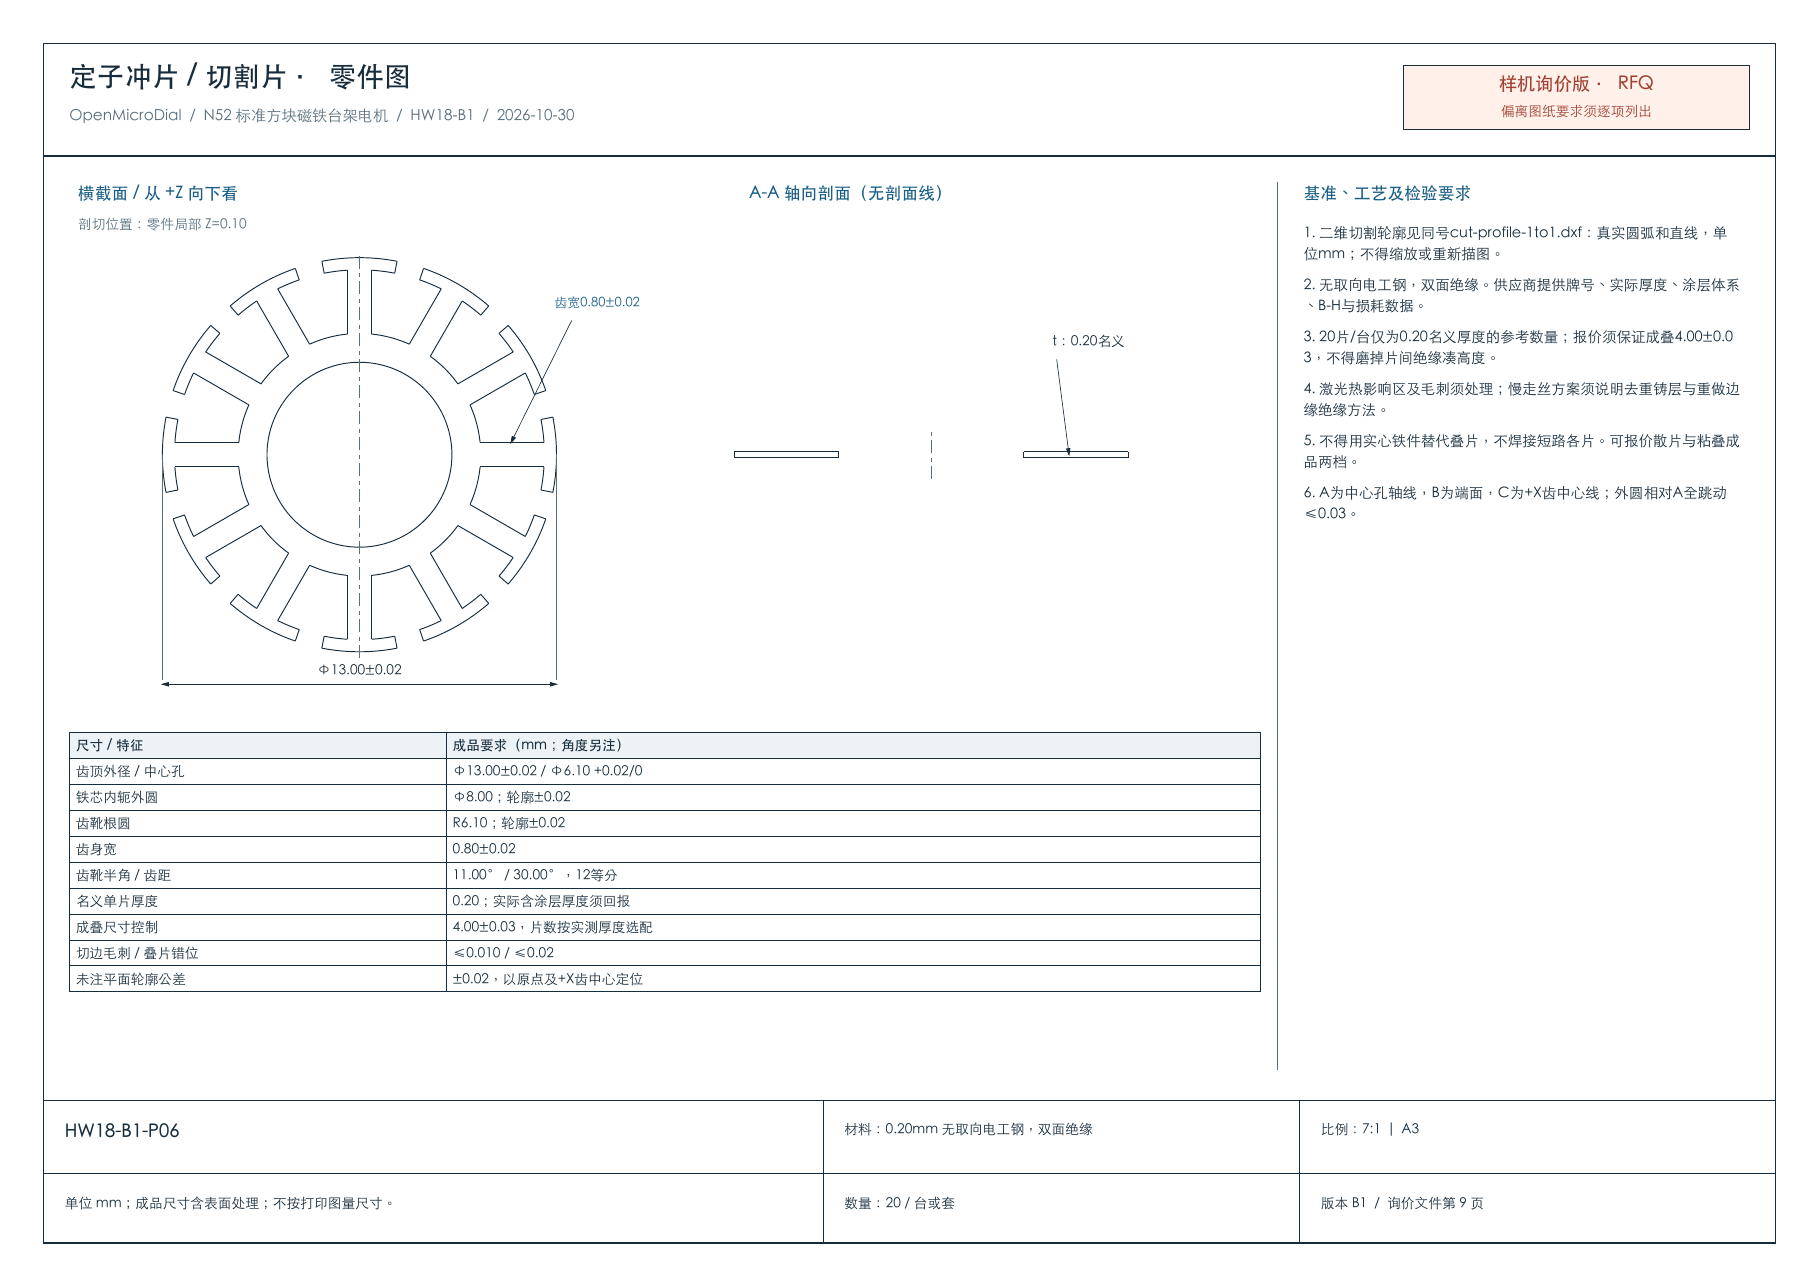 定子冲片 / 切割片 · 零件图
OpenMicroDial / N52 标准方块磁铁台架电机 / HW18-B1 / 2026-10-30
样机询价版 · RFQ
偏离图纸要求须逐项列出
横截面 / 从 +Z 向下看
剖切位置：零件局部 Z=0.10
齿宽0.80±0.02
Φ13.00±0.02
A-A 轴向剖面（无剖面线）
t：0.20名义
基准、工艺及检验要求
1. 二维切割轮廓见同号cut-profile-1to1.dxf：真实圆弧和直线，单
位mm；不得缩放或重新描图。
2. 无取向电工钢，双面绝缘。供应商提供牌号、实际厚度、涂层体系
、B-H与损耗数据。
3. 20片/台仅为0.20名义厚度的参考数量；报价须保证成叠4.00±0.0
3，不得磨掉片间绝缘凑高度。
4. 激光热影响区及毛刺须处理；慢走丝方案须说明去重铸层与重做边
缘绝缘方法。
5. 不得用实心铁件替代叠片，不焊接短路各片。可报价散片与粘叠成
品两档。
6. A为中心孔轴线，B为端面，C为+X齿中心线；外圆相对A全跳动
≤0.03。
尺寸 / 特征 成品要求（mm；角度另注）
齿顶外径 / 中心孔 Φ13.00±0.02 / Φ6.10 +0.02/0
铁芯内轭外圆 Φ8.00；轮廓±0.02
齿靴根圆 R6.10；轮廓±0.02
齿身宽 0.80±0.02
齿靴半角 / 齿距 11.00° / 30.00°，12等分
名义单片厚度 0.20；实际含涂层厚度须回报
成叠尺寸控制 4.00±0.03，片数按实测厚度选配
切边毛刺 / 叠片错位 ≤0.010 / ≤0.02
未注平面轮廓公差 ±0.02，以原点及+X齿中心定位
HW18-B1-P06 材料：0.20mm 无取向电工钢，双面绝缘 比例：7:1 | A3
单位 mm；成品尺寸含表面处理；不按打印图量尺寸。 数量：20 / 台或套 版本 B1 / 询价文件第 9 页